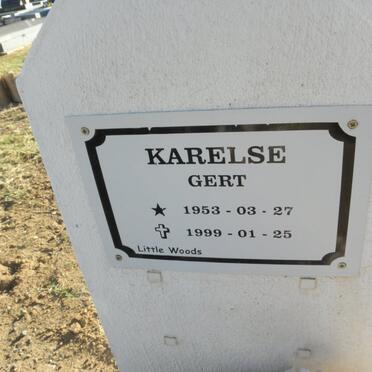 KARELSE
GERT
★ 1953 - 03 - 27
✞ 1999 - 01 - 25
Little Woods